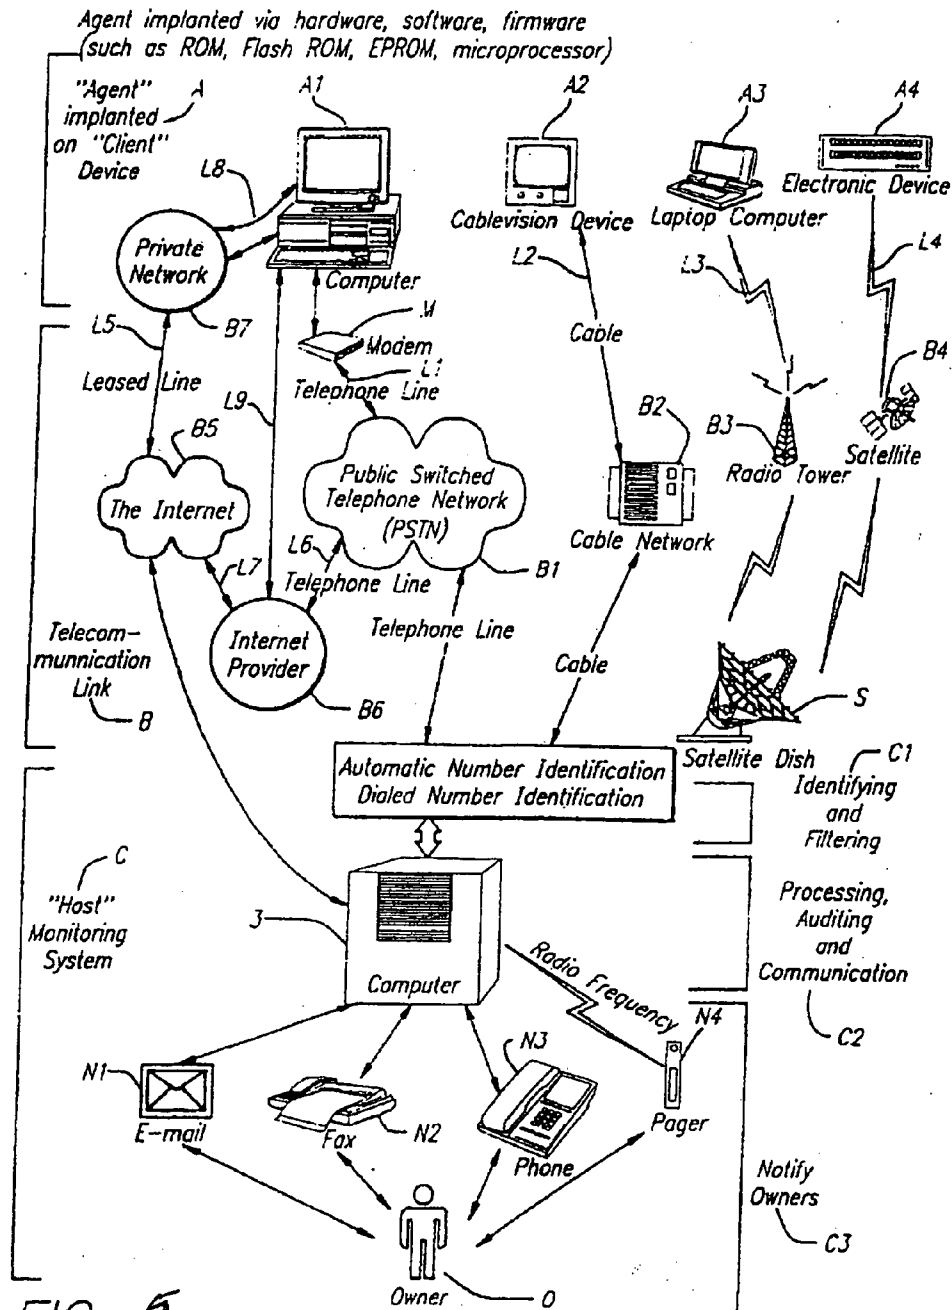 Agent implanted via hardware, software, firmware
(such as ROM, Flash ROM, EPROM, microprocessor)
"Agent"
implanted
on "Client"
Device
A
A1
A2
A3
A4
L8
Private
Network
Computer
Cablevision Device
Laptop Computer
Electronic Device
L2
L3
L4
B7
M
Modem
L5
L1
Leased Line
Telephone Line
Cable
L9
B5
B2
B3
B4
The Internet
Public Switched
Telephone Network
(PSTN)
Radio Tower
Satellite
Cable Network
L6
L7
Telephone Line
B1
Telephone Line
Internet
Provider
Cable
Telecom-
munnication
Link
B
B6
S
Satellite Dish
Automatic Number Identification
Dialed Number Identification
C1
Identifying
and
Filtering
C
"Host"
Monitoring
System
3
Computer
Radio Frequency
Processing,
Auditing
and
Communication
C2
N1
E-mail
Fax
N2
N3
Phone
N4
Pager
Notify
Owners
C3
Owner
O
FIG. 5